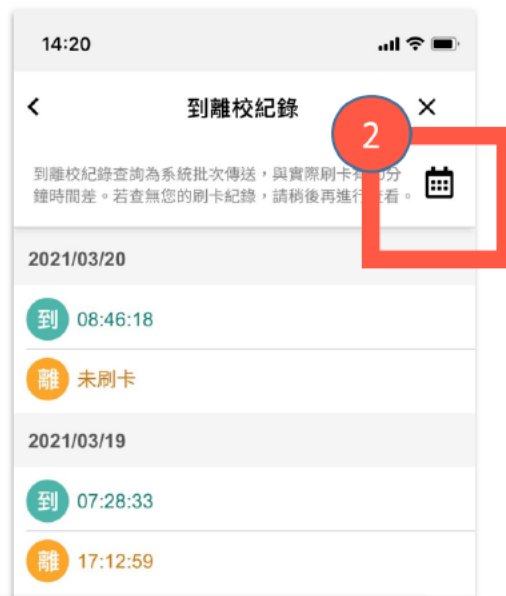 14:20
到離校紀錄
2
到離校紀錄查詢為系統批次傳送,與實際刷卡 分
鐘時間差。若查無您的刷卡紀錄,請稍後再進行 看。
2021/03/20
到 08:46:18
離 未刷卡
2021/03/19
到 07:28:33
離 17:12:59